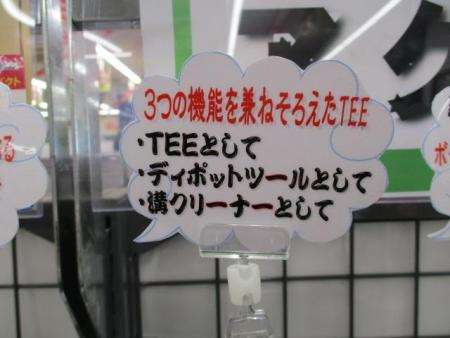 3つの機能を兼ねそろえたTEE
・TEEとして
・ディポットツールとして
・溝クリーナーとして